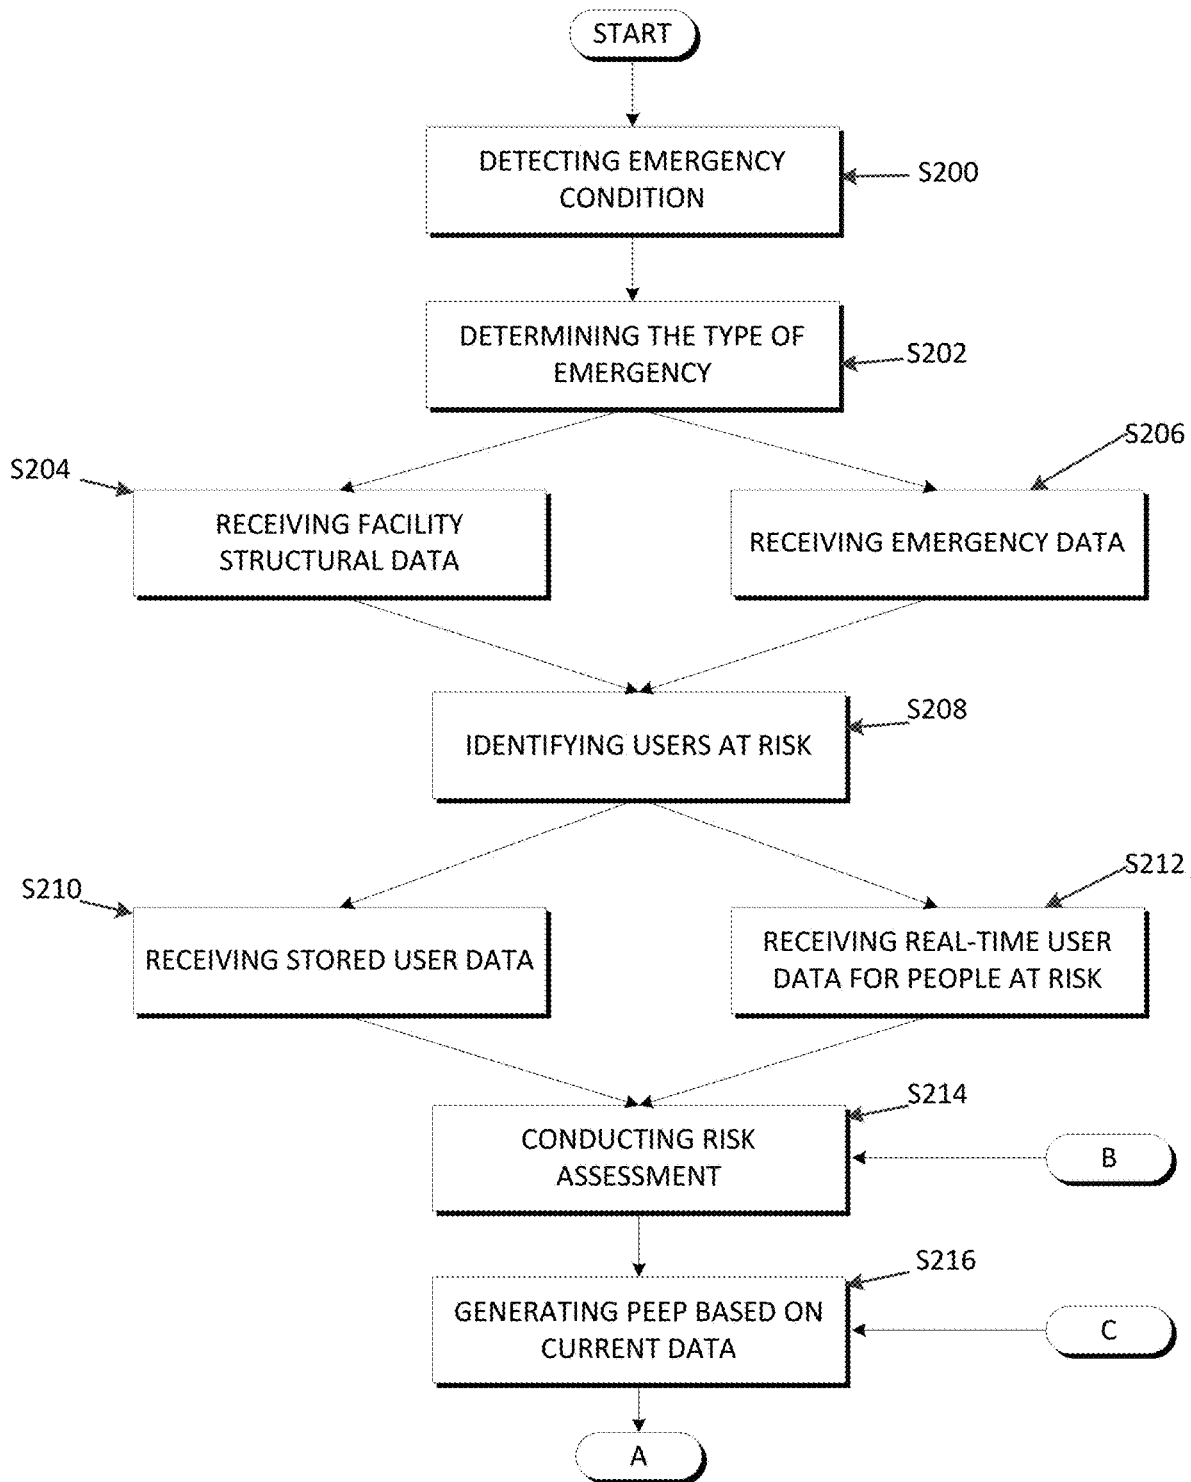 START
DETECTING EMERGENCY
CONDITION
S200
DETERMINING THE TYPE OF
EMERGENCY
S202
S204
RECEIVING FACILITY
STRUCTURAL DATA
S206
RECEIVING EMERGENCY DATA
IDENTIFYING USERS AT RISK
S208
S210
RECEIVING STORED USER DATA
S212
RECEIVING REAL-TIME USER
DATA FOR PEOPLE AT RISK
S214
CONDUCTING RISK
ASSESSMENT
B
S216
GENERATING PEEP BASED ON
CURRENT DATA
C
A